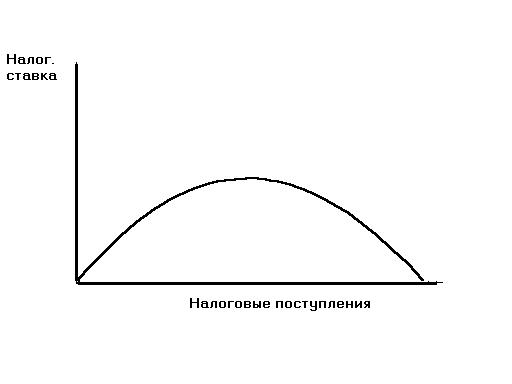 Налог.
ставка
Налоговые поступления